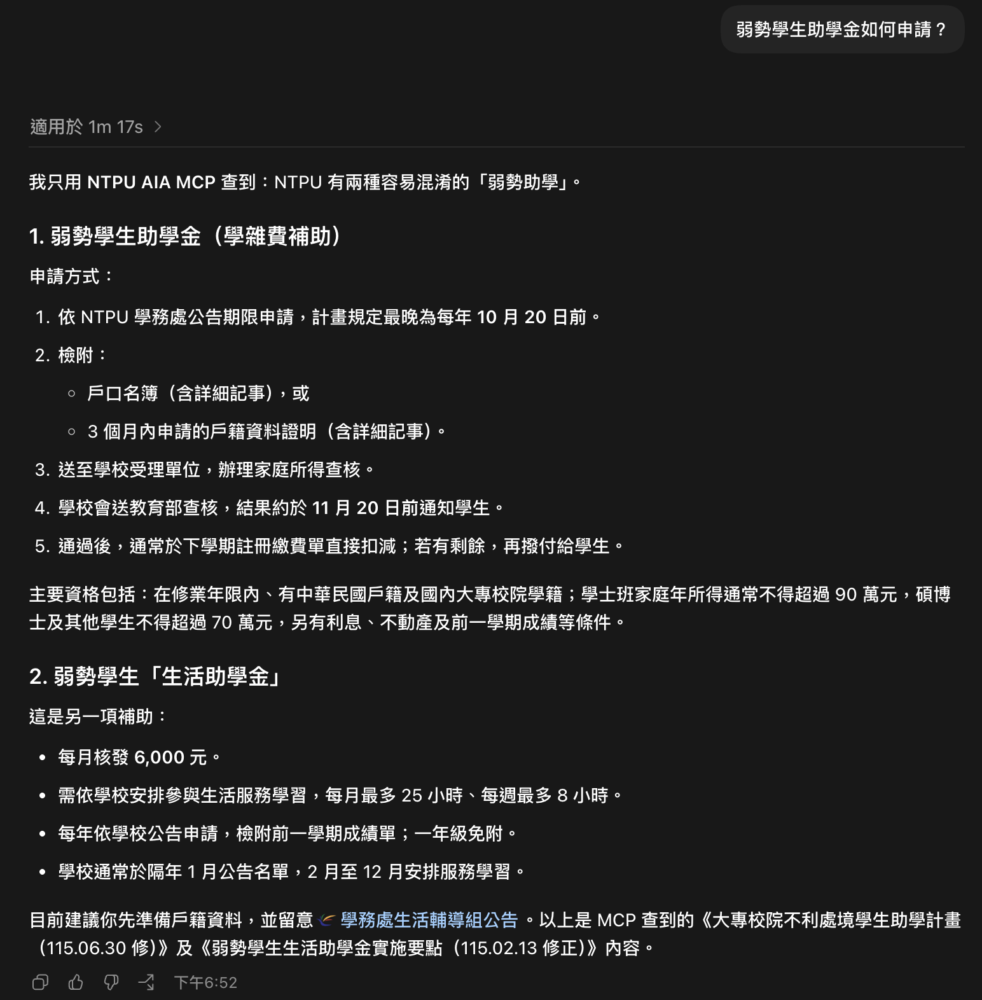 弱勢學生助學金如何申請？
適用於 1m 17s
我只用 NTPU AIA MCP 查到：NTPU 有兩種容易混淆的「弱勢助學」。
1. 弱勢學生助學金（學雜費補助）
申請方式：
1. 依 NTPU 學務處公告期限申請，計畫規定最晚為每年 10 月 20 日前。
2. 檢附：
戶口名簿（含詳細記事），或
3 個月內申請的戶籍資料證明（含詳細記事）。
3. 送至學校受理單位，辦理家庭所得查核。
4. 學校會送教育部查核，結果約於 11 月 20 日前通知學生。
5. 通過後，通常於下學期註冊繳費單直接扣減；若有剩餘，再撥付給學生。
主要資格包括：在修業年限內、有中華民國戶籍及國內大專校院學籍；學士班家庭年所得通常不得超過 90 萬元，碩博
士及其他學生不得超過 70 萬元，另有利息、不動產及前一學期成績等條件。
2. 弱勢學生「生活助學金」
這是另一項補助：
• 每月核發 6,000 元。
• 需依學校安排參與生活服務學習，每月最多 25 小時、每週最多 8 小時。
• 每年依學校公告申請，檢附前一學期成績單；一年級免附。
• 學校通常於隔年 1 月公告名單，2 月至 12 月安排服務學習。
目前建議你先準備戶籍資料，並留意 學務處生活輔導組公告 。以上是 MCP 查到的《大專校院不利處境學生助學計畫
（115.06.30 修）》及《弱勢學生生活助學金實施要點（115.02.13 修正）》內容。
下午6:52